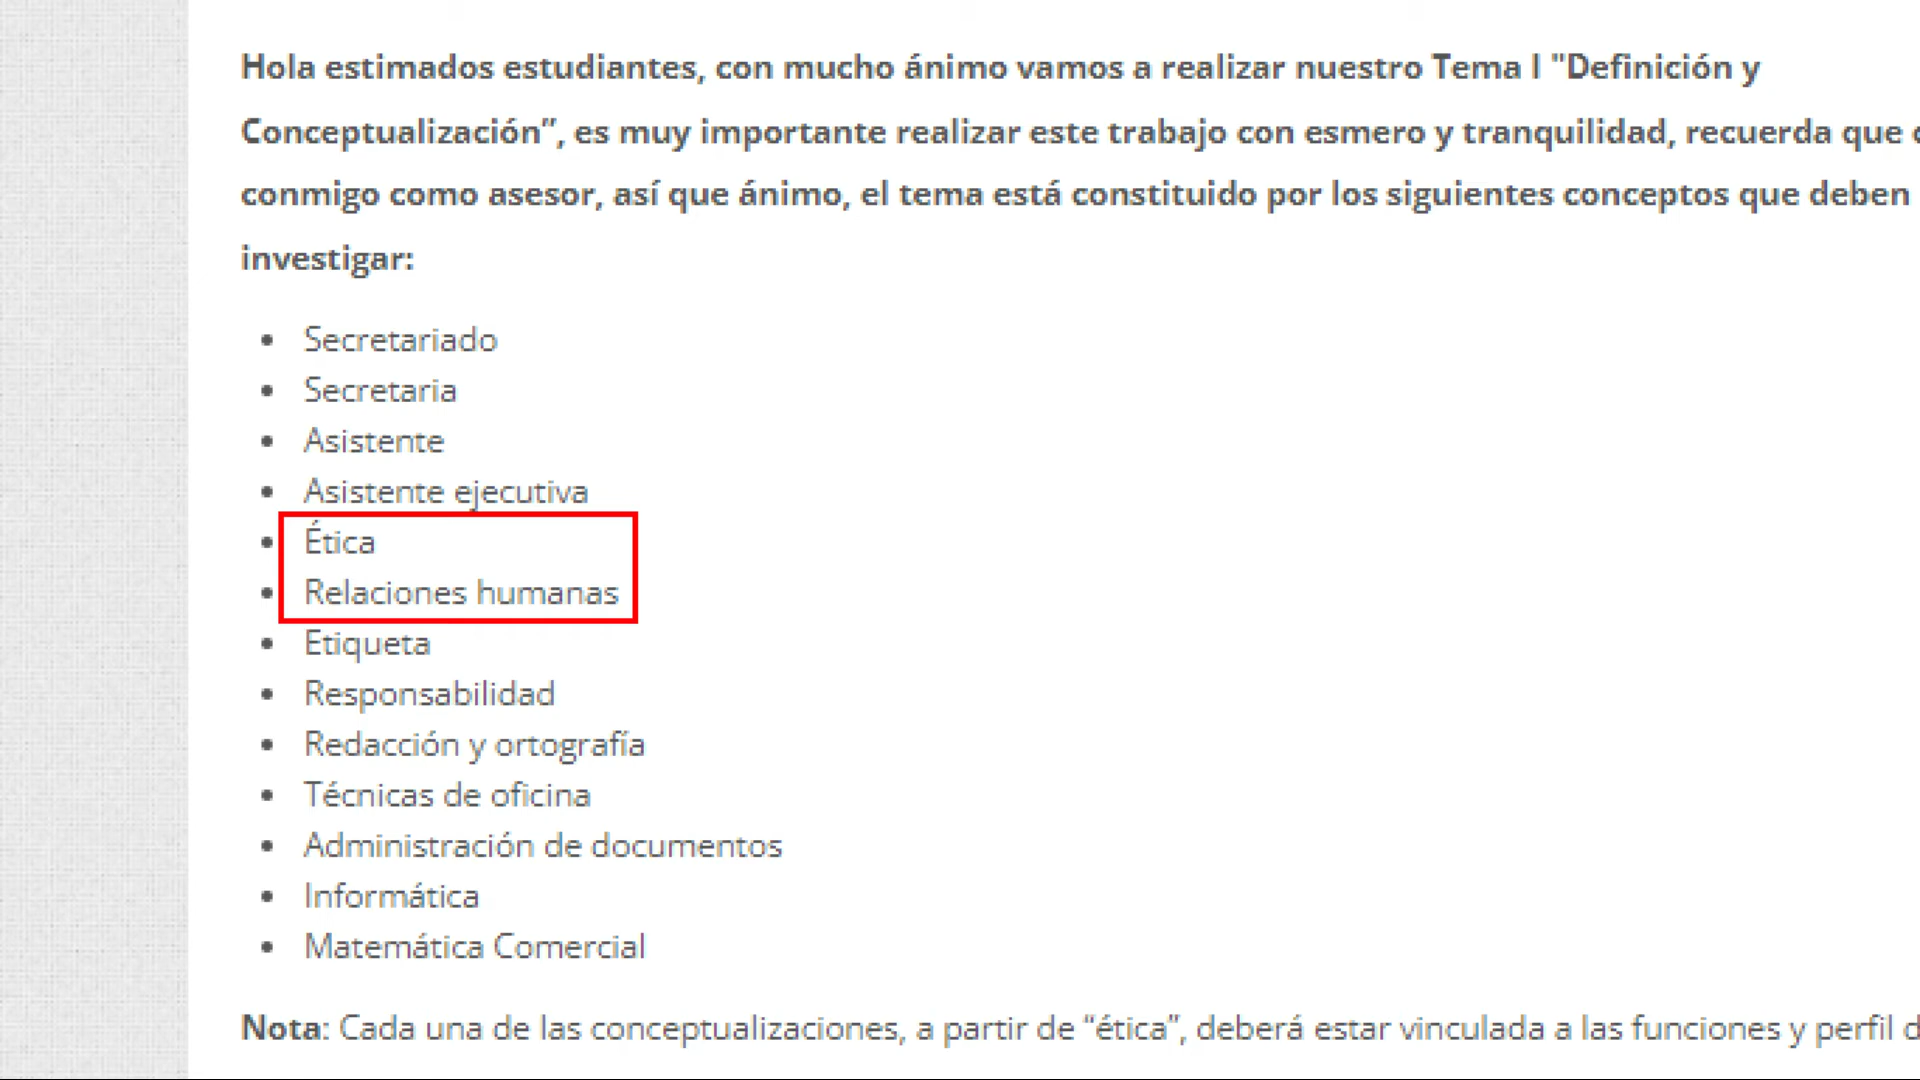 Hola estimados estudiantes, con mucho ánimo vamos a realizar nuestro Tema I "Definición y
Conceptualización”, es muy importante realizar este trabajo con esmero y tranquilidad, recuerda que
conmigo como asesor, así que ánimo, el tema está constituido por los siguientes conceptos que deben
investigar:
• Secretariado
• Secretaria
• Asistente
• Asistente ejecutiva
• Ética
• Relaciones humanas
• Etiqueta
• Responsabilidad
• Redacción y ortografía
• Técnicas de oficina
• Administración de documentos
• Informática
• Matemática Comercial
Nota: Cada una de las conceptualizaciones, a partir de “ética”, deberá estar vinculada a las funciones y perfil